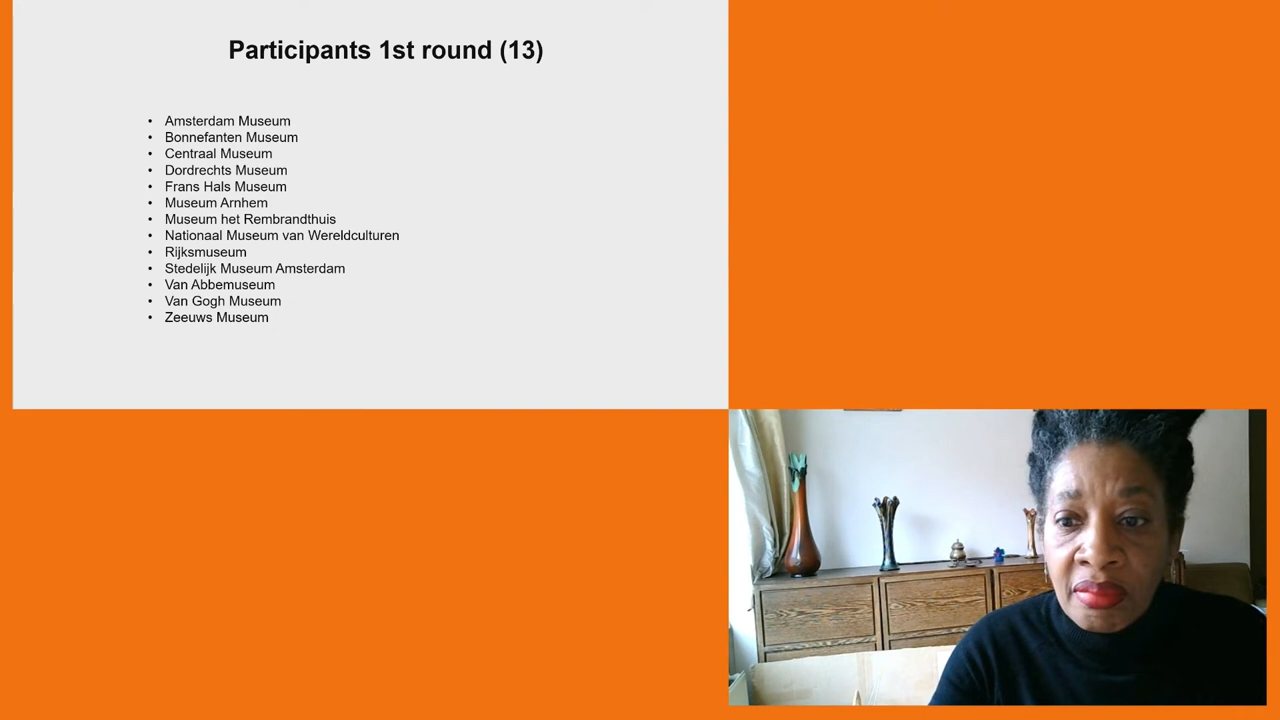 Participants 1st round (13)
• Amsterdam Museum
• Bonnefanten Museum
• Centraal Museum
• Dordrechts Museum
• Frans Hals Museum
• Museum Arnhem
• Museum het Rembrandthuis
• Nationaal Museum van Wereldculturen
• Rijksmuseum
• Stedelijk Museum Amsterdam
• Van Abbemuseum
• Van Gogh Museum
• Zeeuws Museum